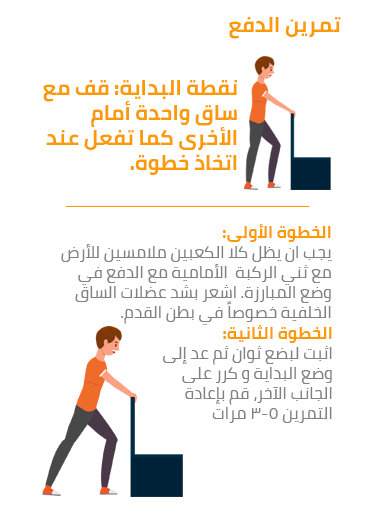 تمرين الدفع
نقطة البداية: قف مع
ساق واحدة أمام
الأخرى كما تفعل عند
اتخاذ خطوة.
الخطوة الأولى:
يجب ان يظل كلا الكعبين ملامسين للأرض
مع ثني الركبة الأمامية مع الدفع في
وضع المبارزة. اشعر بشد عضلات الساق
الخلفية خصوصاً في بطن القدم.
الخطوة الثانية:
اثبت لبضع ثوان ثم عد إلى
وضع البداية و كرر على
الجانب الآخر، قم بإعادة
التمرين ٥-٣ مرات